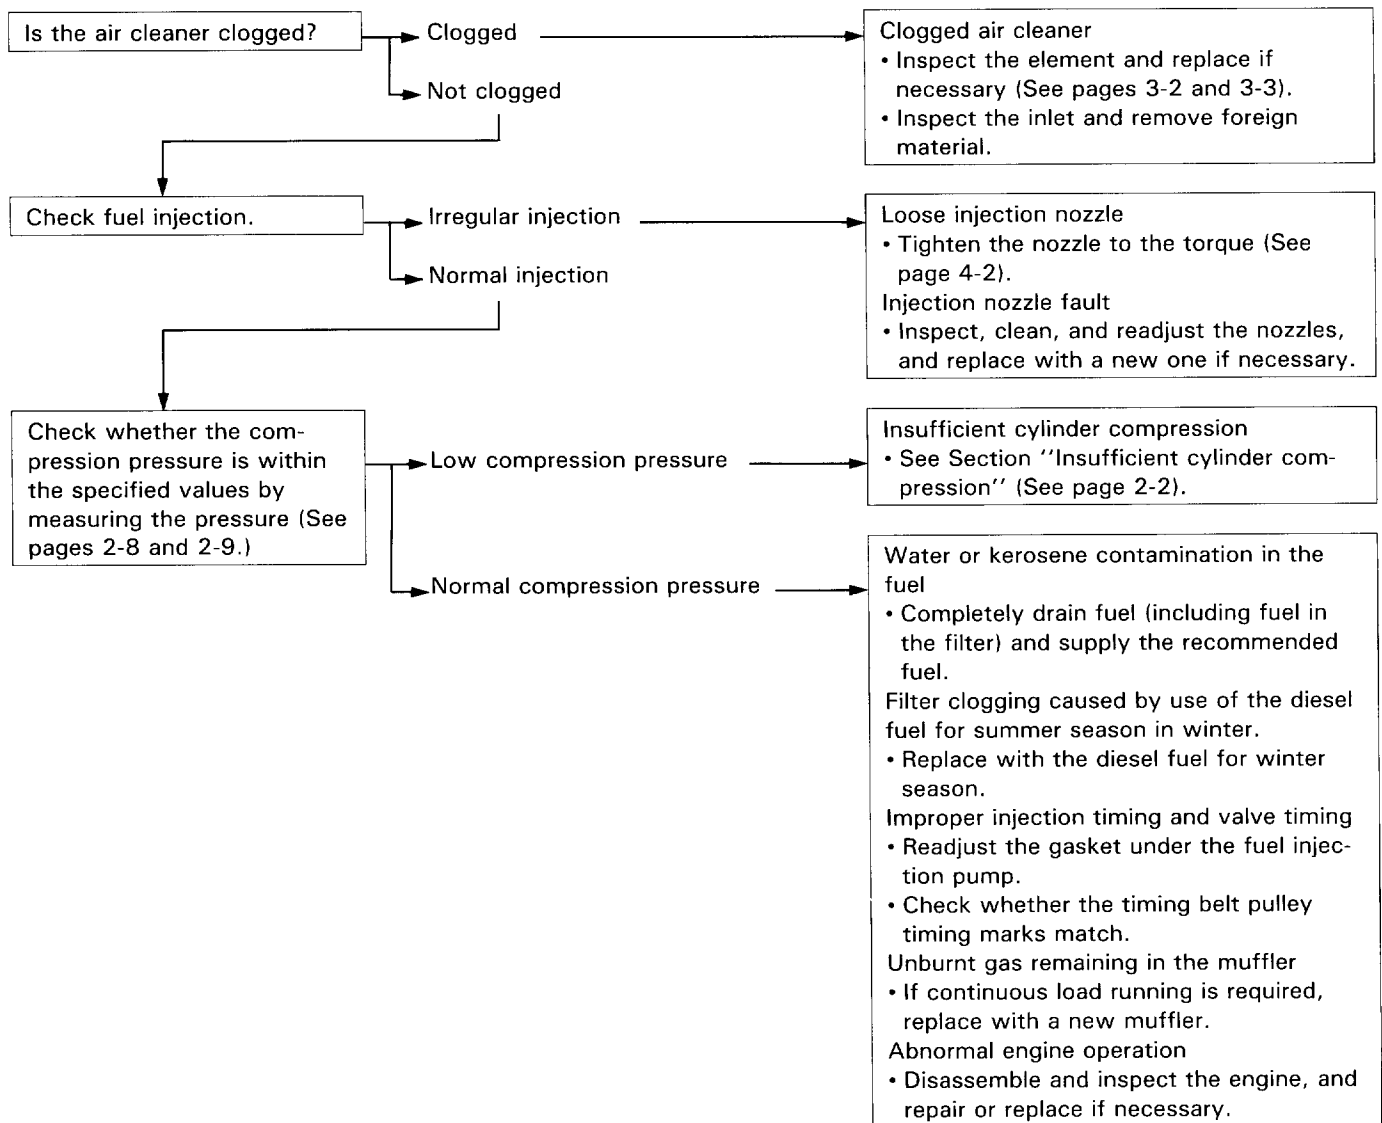 Is the air cleaner clogged?
Clogged
Not clogged
Clogged air cleaner
• Inspect the element and replace if
necessary (See pages 3-2 and 3-3).
• Inspect the inlet and remove foreign
material.
Check fuel injection.
Irregular injection
Normal injection
Loose injection nozzle
• Tighten the nozzle to the torque (See
page 4-2).
Injection nozzle fault
• Inspect, clean, and readjust the nozzles,
and replace with a new one if necessary.
Check whether the com-
pression pressure is within
the specified values by
measuring the pressure (See
pages 2-8 and 2-9.)
Low compression pressure
Normal compression pressure
Insufficient cylinder compression
• See Section ''Insufficient cylinder com-
pression'' (See page 2-2).
Water or kerosene contamination in the
fuel
• Completely drain fuel (including fuel in
the filter) and supply the recommended
fuel.
Filter clogging caused by use of the diesel
fuel for summer season in winter.
• Replace with the diesel fuel for winter
season.
Improper injection timing and valve timing
• Readjust the gasket under the fuel injec-
tion pump.
• Check whether the timing belt pulley
timing marks match.
Unburnt gas remaining in the muffler
• If continuous load running is required,
replace with a new muffler.
Abnormal engine operation
• Disassemble and inspect the engine, and
repair or replace if necessary.